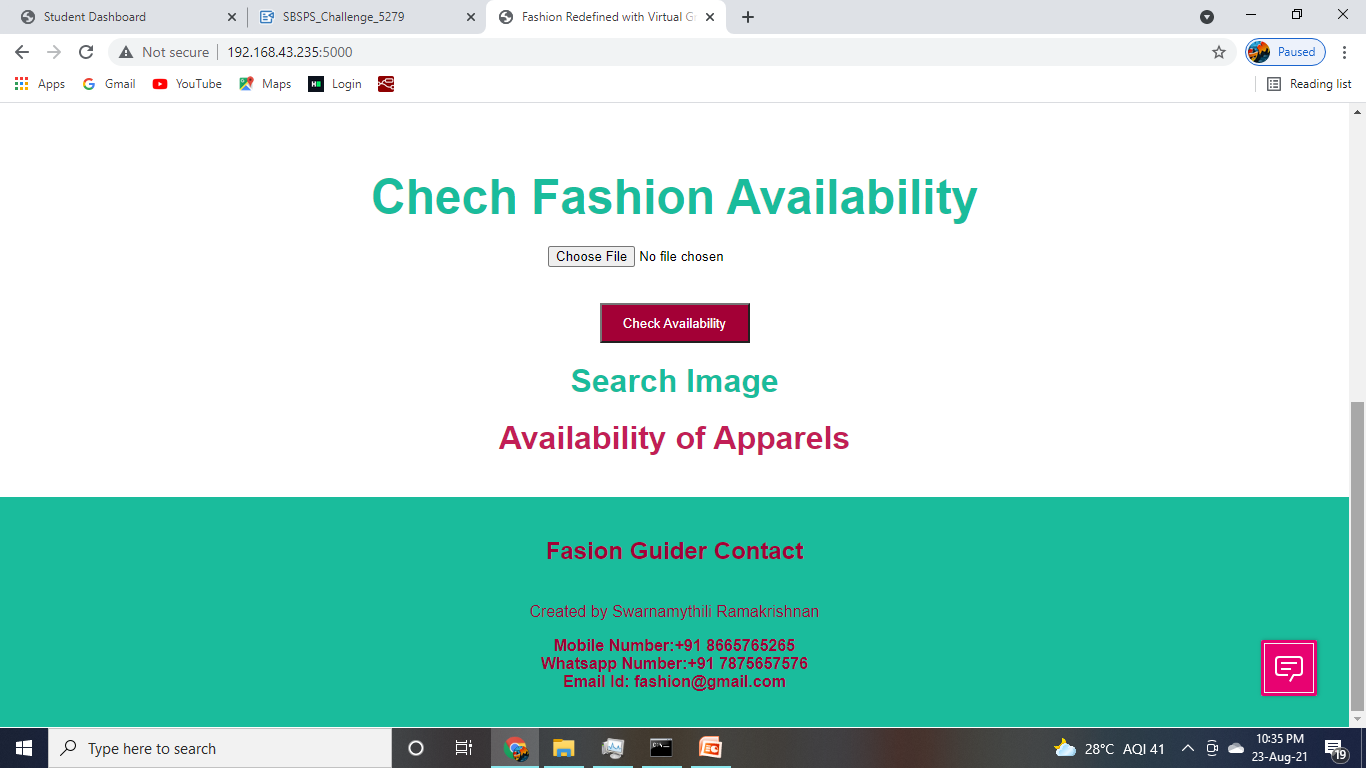 Student Dashboard
SBSPS_Challenge_5279
Fashion Redefined with Virtual G
Not secure
192.168.43.235:5000
Paused
Apps
Gmail
YouTube
Maps
Login
Reading list
Chech Fashion Availability
Choose File No file chosen
Check Availability
Search Image
Availability of Apparels
Fasion Guider Contact
Created by Swarnamythili Ramakrishnan
Mobile Number:+91 8665765265
Whatsapp Number:+91 7875657576
Email Id: fashion@gmail.com
Type here to search
28°C AQI 41
10:35 PM
23-Aug-21
19